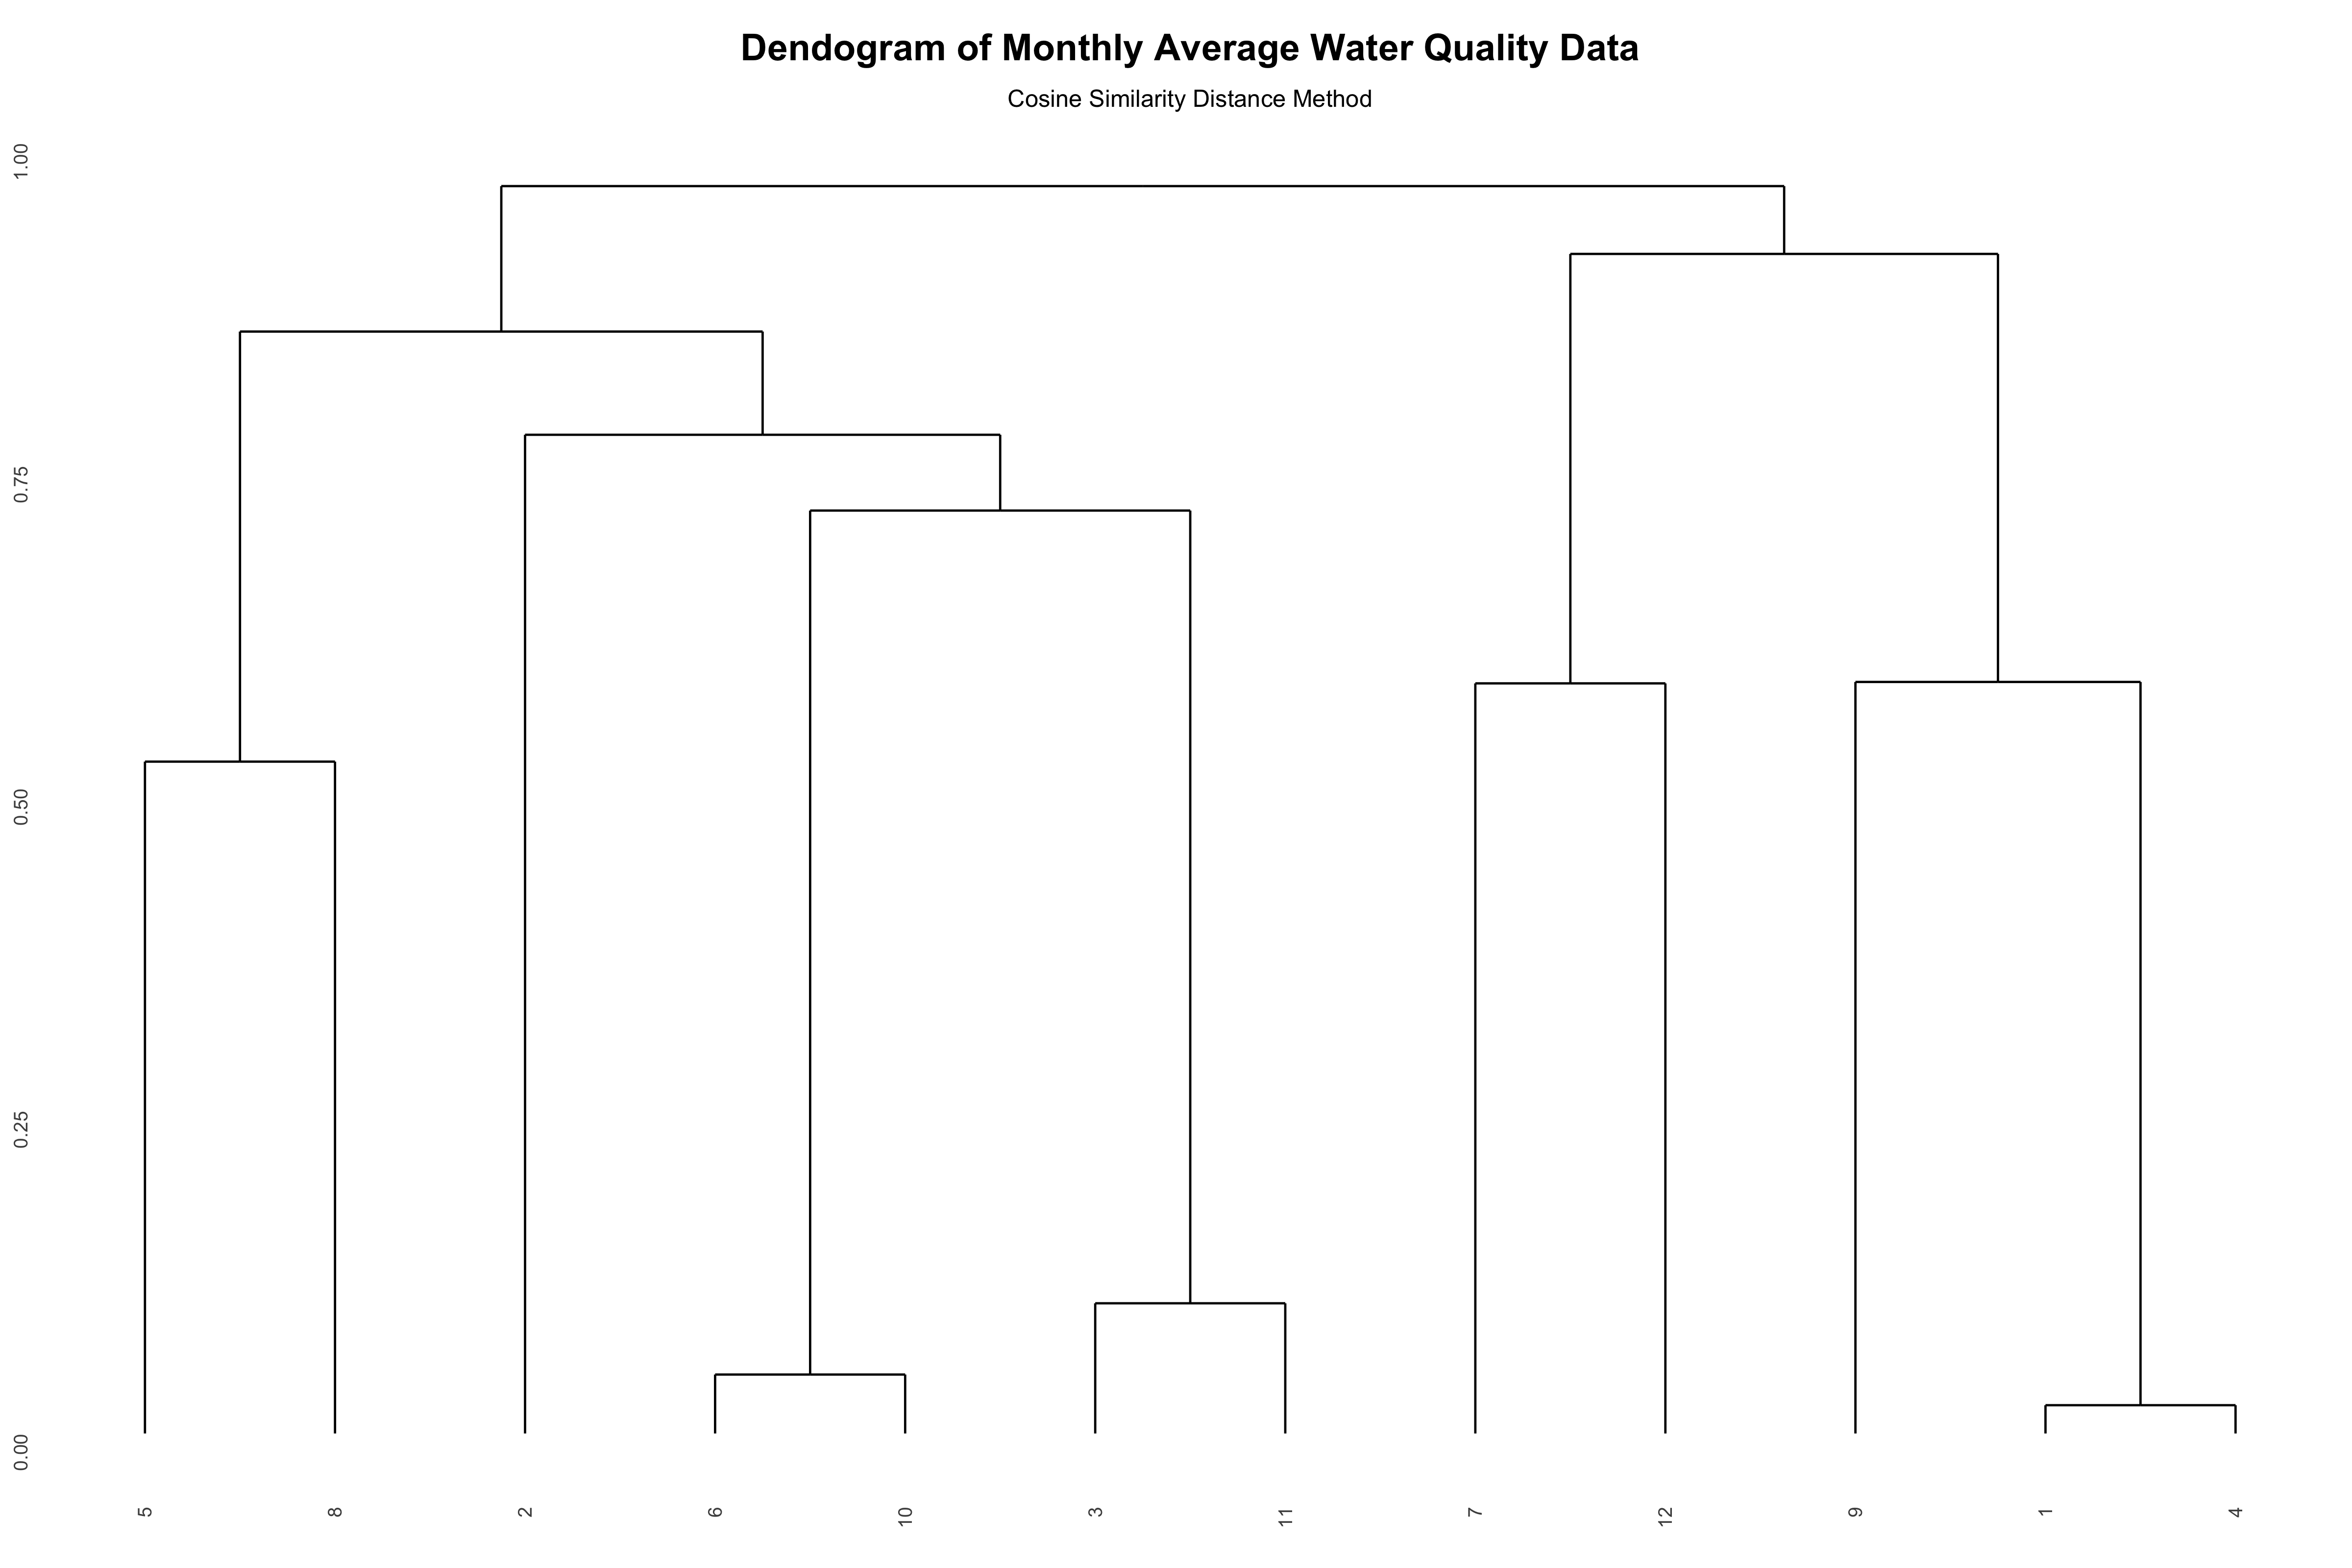 Dendogram of Monthly Average Water Quality Data
Cosine Similarity Distance Method
1.00
0.75
0.50
0.25
0.00
5 8 2 6 10 3 11 7 12 9 1 4